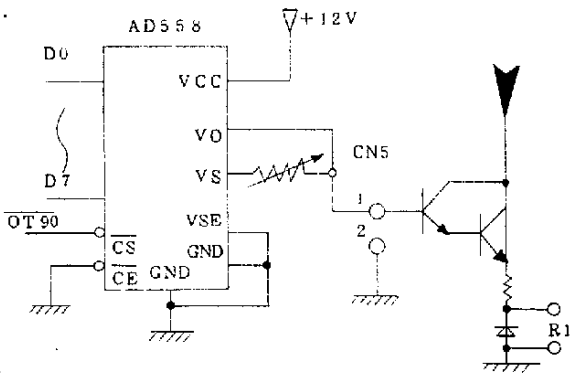 AD558
+12V
D0
VCC
VO
CN5
VS
D7
1
OT90
VSE
2
CS
GND
CE
GND
R1